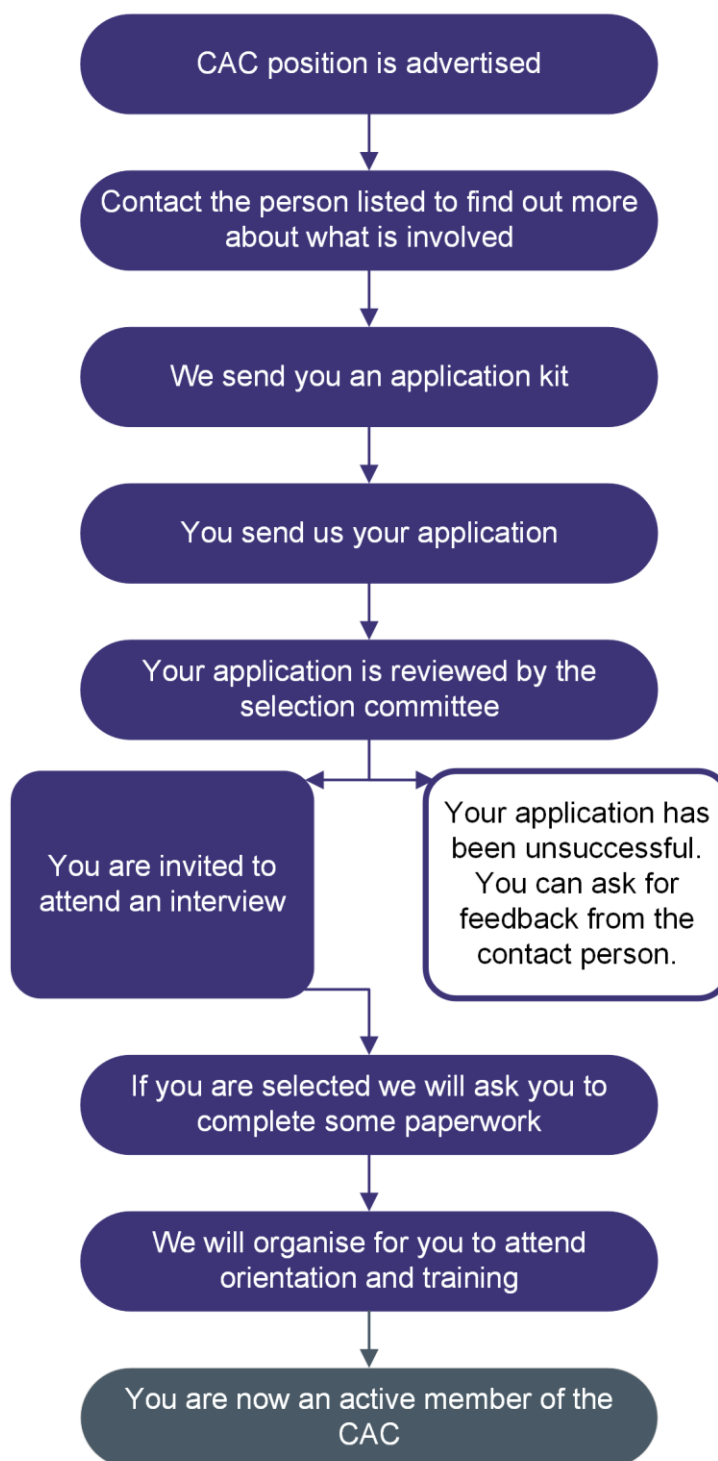 CAC position is advertised
Contact the person listed to find out more
about what is involved
We send you an application kit
You send us your application
Your application is reviewed by the
selection committee
You are invited to
attend an interview
Your application has
been unsuccessful.
You can ask for
feedback from the
contact person.
If you are selected we will ask you to
complete some paperwork
We will organise for you to attend
orientation and training
You are now an active member of the
CAC